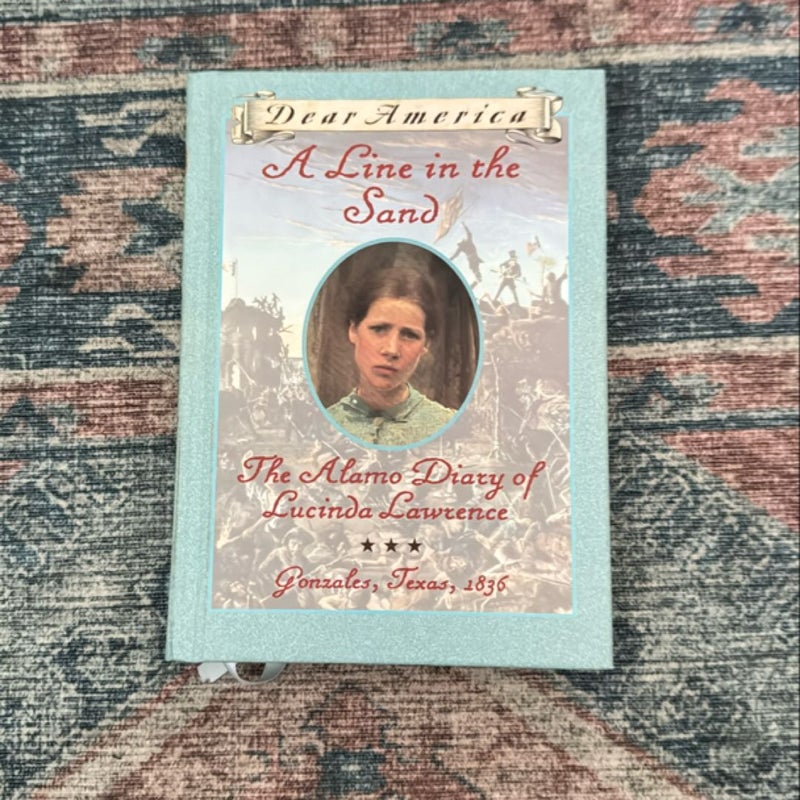 Dear America
A Line in the
Sand
The Alamo Diary of
Lucinda Lawrence
Gonzales, Texas, 1836